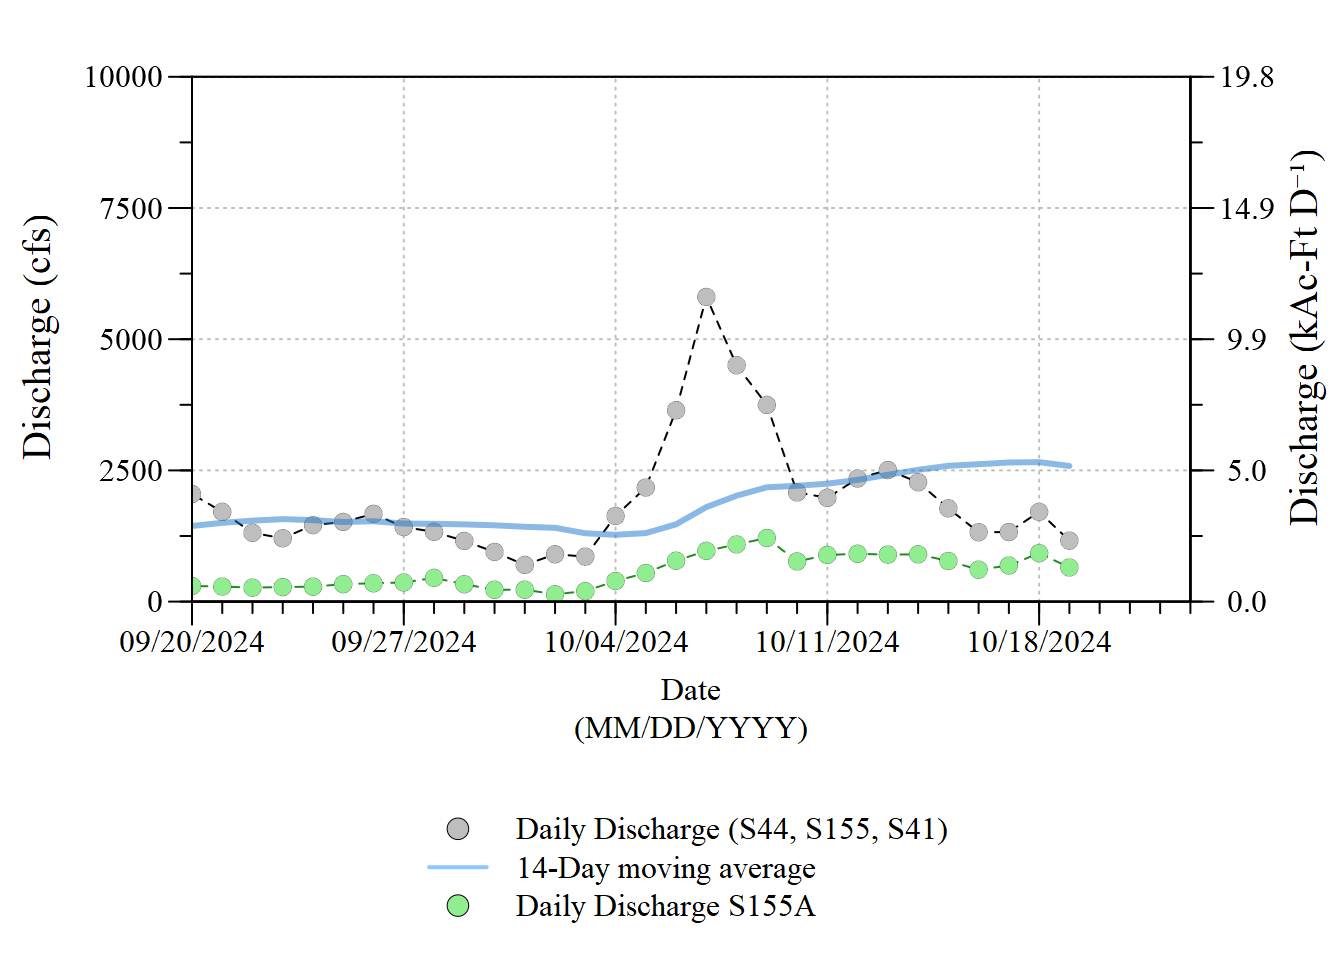 10000
7500
5000
2500
0
Discharge (cfs)
19.8
14.9
9.9
5.0
0.0
Discharge (kAc-Ft D⁻¹)
09/20/2024
09/27/2024
10/04/2024
10/11/2024
10/18/2024
Date
(MM/DD/YYYY)
Daily Discharge (S44, S155, S41)
14-Day moving average
Daily Discharge S155A